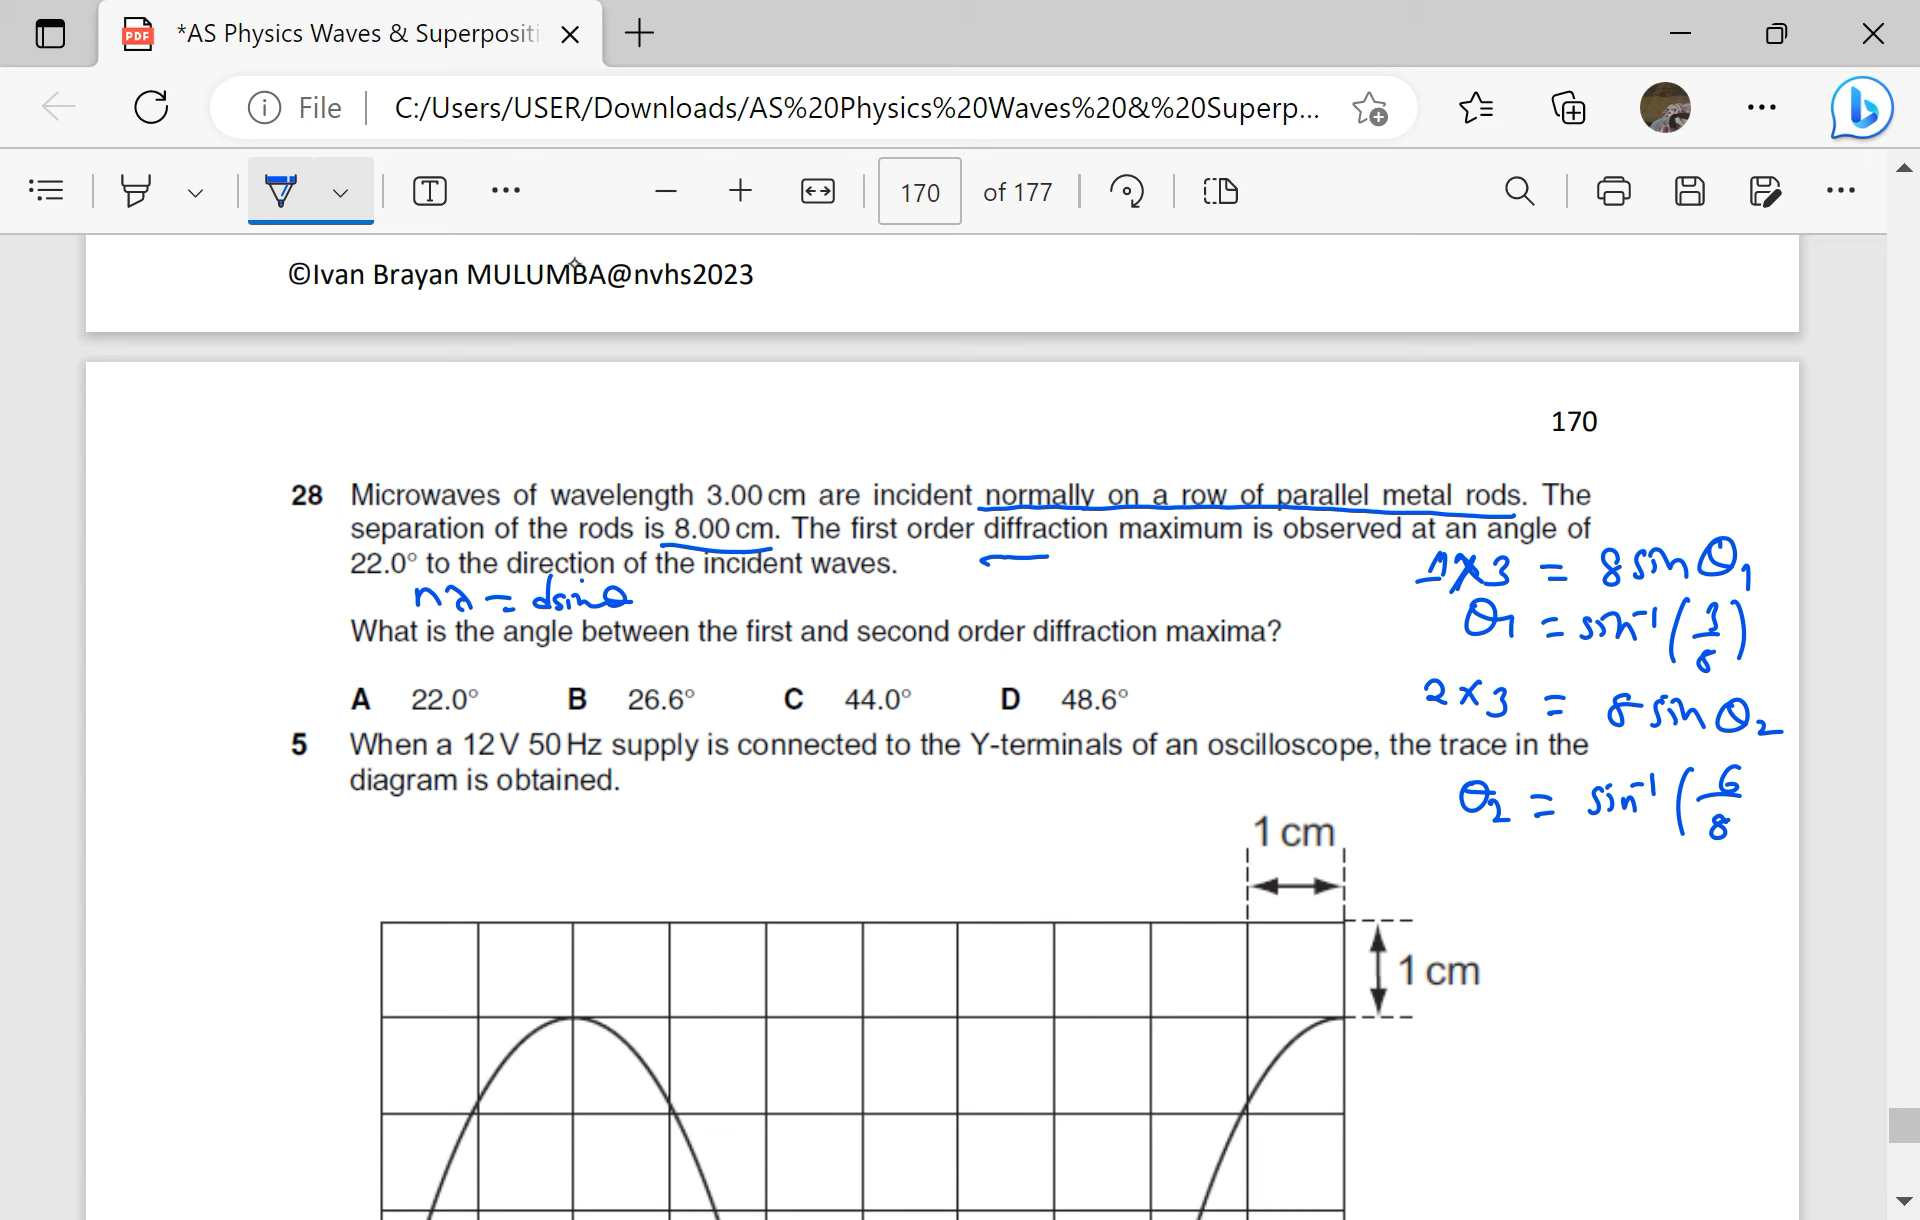 *AS Physics Waves & Superpositi
File
C:/Users/USER/Downloads/AS%20Physics%20Waves%20&%20Superp...
170 of 177
©Ivan Brayan MULUMBA@nvhs2023
170
28 Microwaves of wavelength 3.00 cm are incident normally on a row of parallel metal rods. The
separation of the rods is 8.00 cm. The first order diffraction maximum is observed at an angle of
22.0° to the direction of the incident waves.
nλ = dsinθ
What is the angle between the first and second order diffraction maxima?
A 22.0° B 26.6° C 44.0° D 48.6°
1×3 = 8 sin θ₁
θ₁ = sin⁻¹(3/8)
2×3 = 8 sin θ₂
θ₂ = sin⁻¹(6/8
5 When a 12 V 50 Hz supply is connected to the Y-terminals of an oscilloscope, the trace in the
diagram is obtained.
1 cm
1 cm